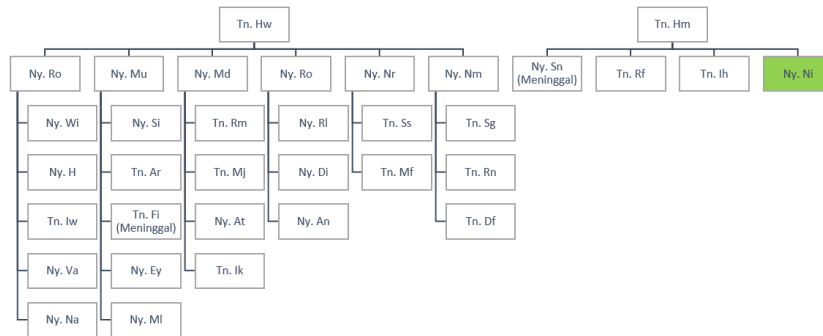 Tn. Hw
Tn. Hm
Ny. Ro
Ny. Mu
Ny. Md
Ny. Ro
Ny. Nr
Ny. Nm
Ny. Sn
(Meninggal)
Tn. Rf
Tn. Ih
Ny. Ni
Ny. Wi
Ny. Si
Tn. Rm
Ny. Rl
Tn. Ss
Tn. Sg
Ny. H
Tn. Ar
Tn. Mj
Ny. Di
Tn. Mf
Tn. Rn
Tn. Iw
Tn. Fi
(Meninggal)
Ny. At
Ny. An
Tn. Df
Ny. Va
Ny. Ey
Tn. Ik
Ny. Na
Ny. Ml